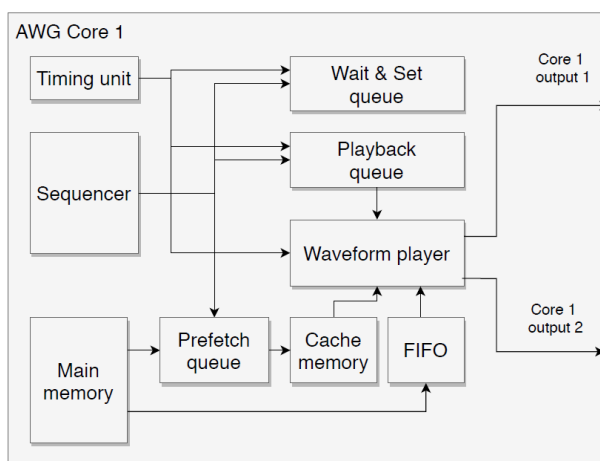 AWG Core 1
Timing unit
Wait & Set
queue
Core 1
output 1
Sequencer
Playback
queue
Waveform player
Main
memory
Prefetch
queue
Cache
memory
FIFO
Core 1
output 2